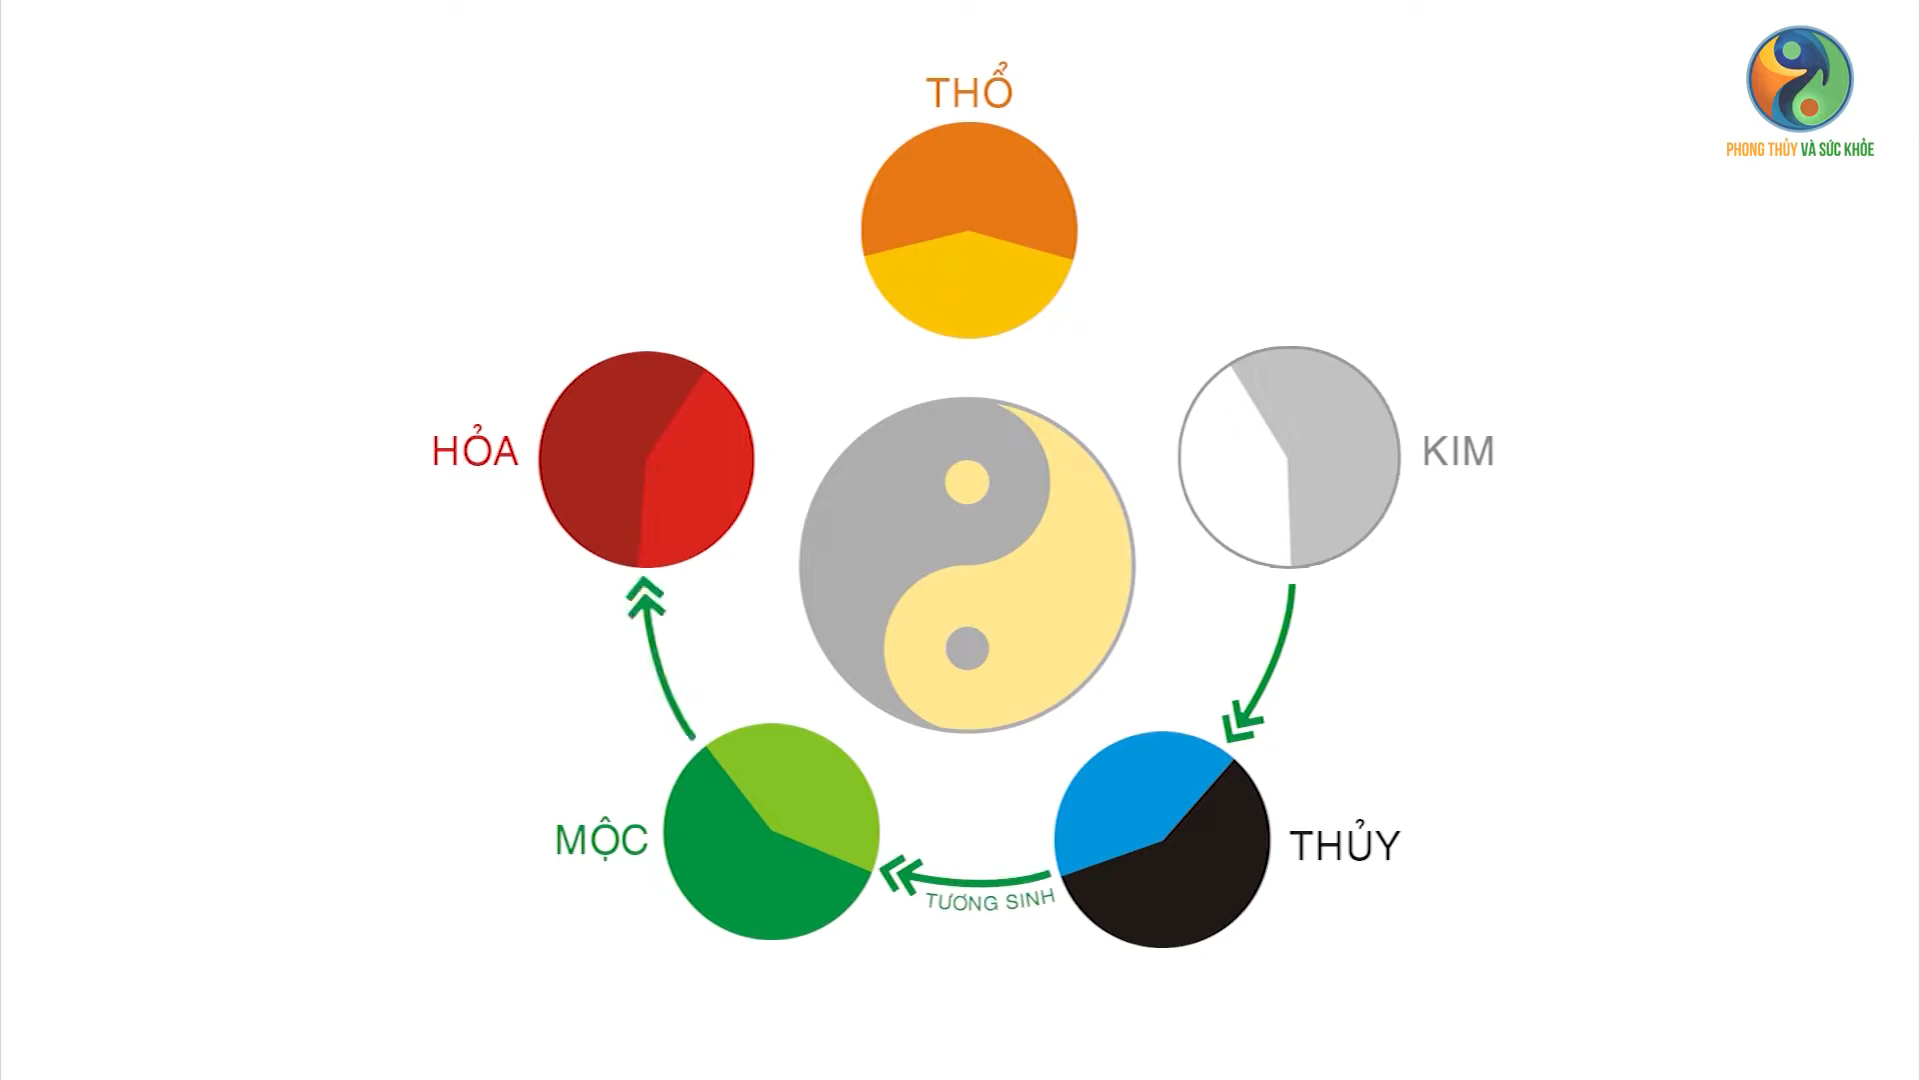 THỔ
PHONG THỦY VÀ SỨC KHỎE
HỎA
KIM
MỘC
THỦY
TƯƠNG SINH